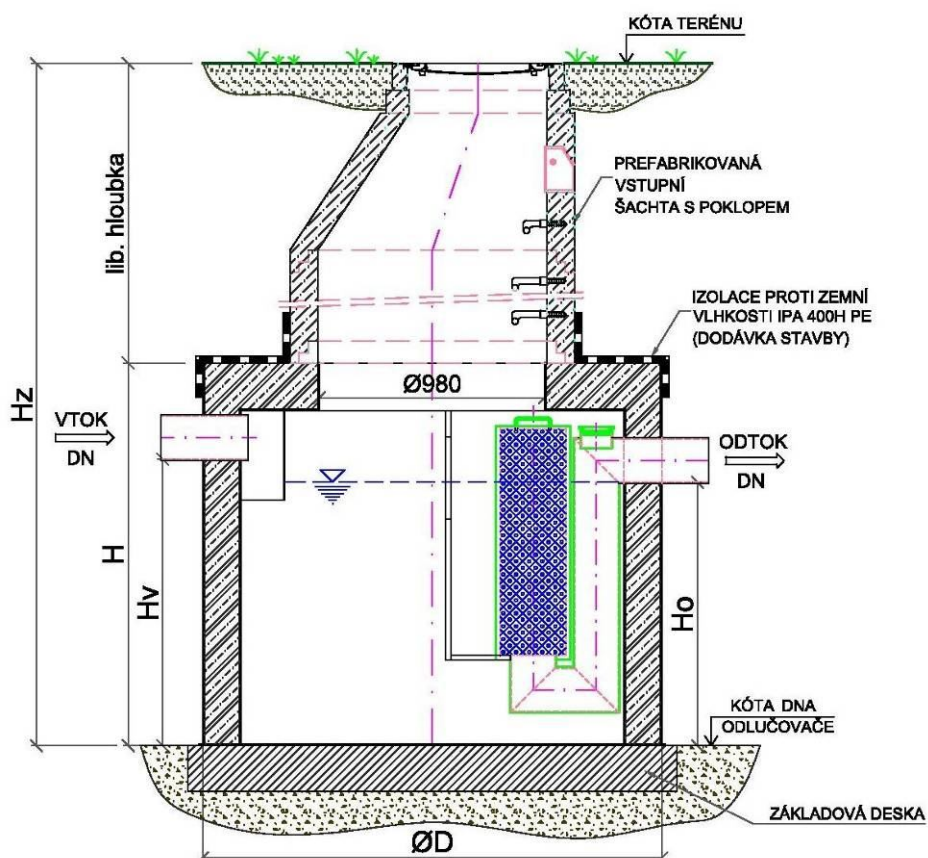 KÓTA TERÉNU
PREFABRIKOVANÁ
VSTUPNÍ
ŠACHTA S POKLOPEM
lib. hloubka
IZOLACE PROTI ZEMNÍ
VLHKOSTI IPA 400H PE
(DODÁVKA STAVBY)
Ø980
Hz
VTOK
DN
ODTOK
DN
H
Hv
Ho
KÓTA DNA
ODLUČOVAČE
ZÁKLADOVÁ DESKA
ØD